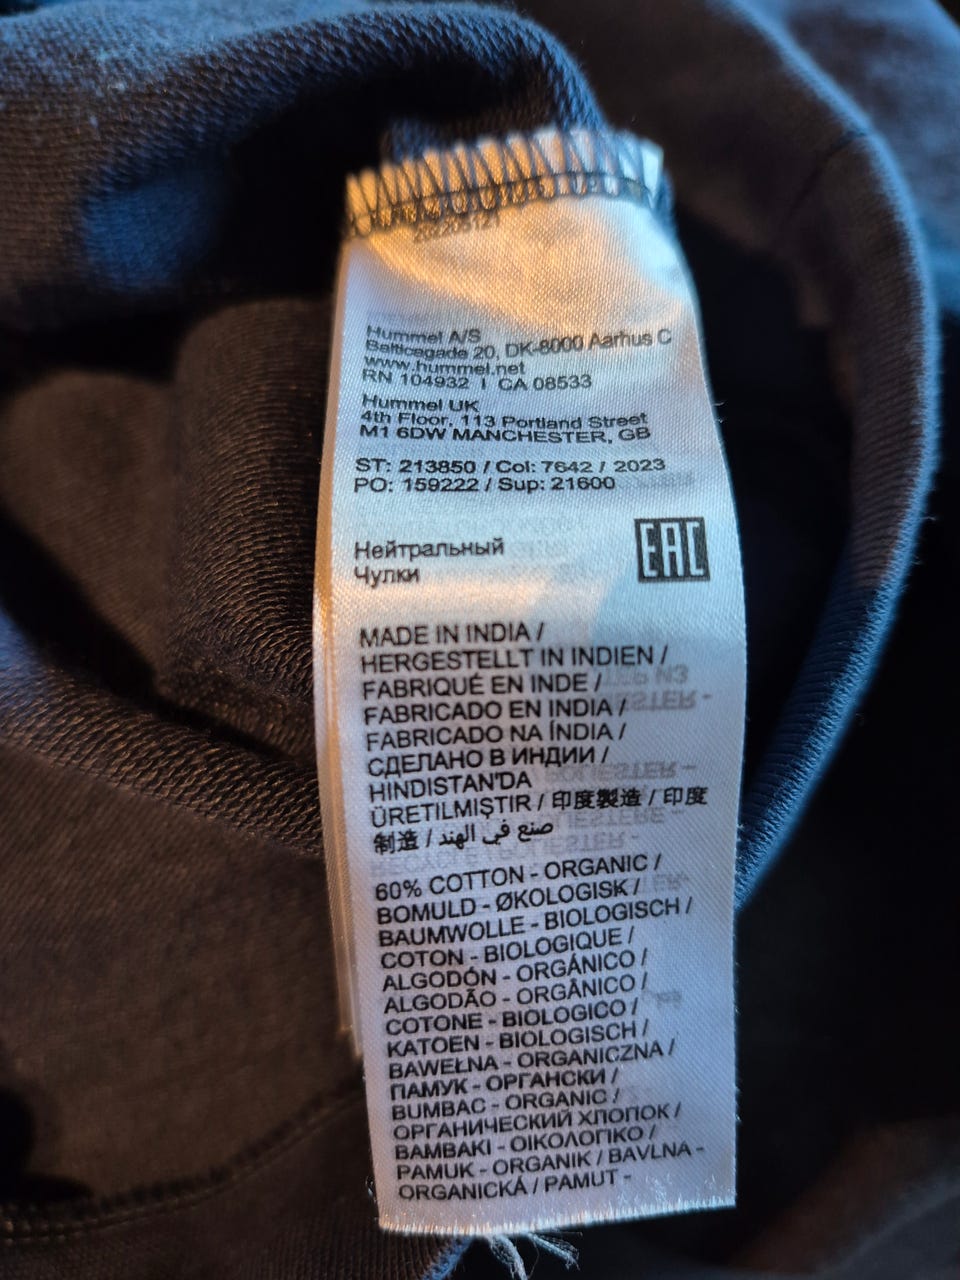 Hummel A/S
Balticagade 20, DK-8000 Aarhus C
www.hummel.net
RN 104932 I CA 08533
Hummel UK
4th Floor, 113 Portland Street
M1 6DW MANCHESTER, GB
ST: 213850 / Col: 7642 / 2023
PO: 159222 / Sup: 21600
Нейтральный
Чулки
EAC
MADE IN INDIA /
HERGESTELLT IN INDIEN /
FABRIQUÉ EN INDE /
FABRICADO EN INDIA /
FABRICADO NA ÍNDIA /
СДЕЛАНО В ИНДИИ /
HINDISTAN'DA
ÜRETILMIŞTIR / 印度製造 / 印度
制造 / صنع في الهند
60% COTTON - ORGANIC /
BOMULD - ØKOLOGISK /
BAUMWOLLE - BIOLOGISCH /
COTON - BIOLOGIQUE /
ALGODÓN - ORGÁNICO /
ALGODÃO - ORGÂNICO /
COTONE - BIOLOGICO /
KATOEN - BIOLOGISCH /
BAWEŁNA - ORGANICZNA /
ПАМУК - ОРГАНСКИ /
BUMBAC - ORGANIC /
ОРГАНИЧЕСКИЙ ХЛОПОК /
ΒΑΜΒΑΚΙ - ΟΙΚΟΛΟΓΙΚΟ /
PAMUK - ORGANIK / BAVLNA -
ORGANICKÁ / PAMUT -